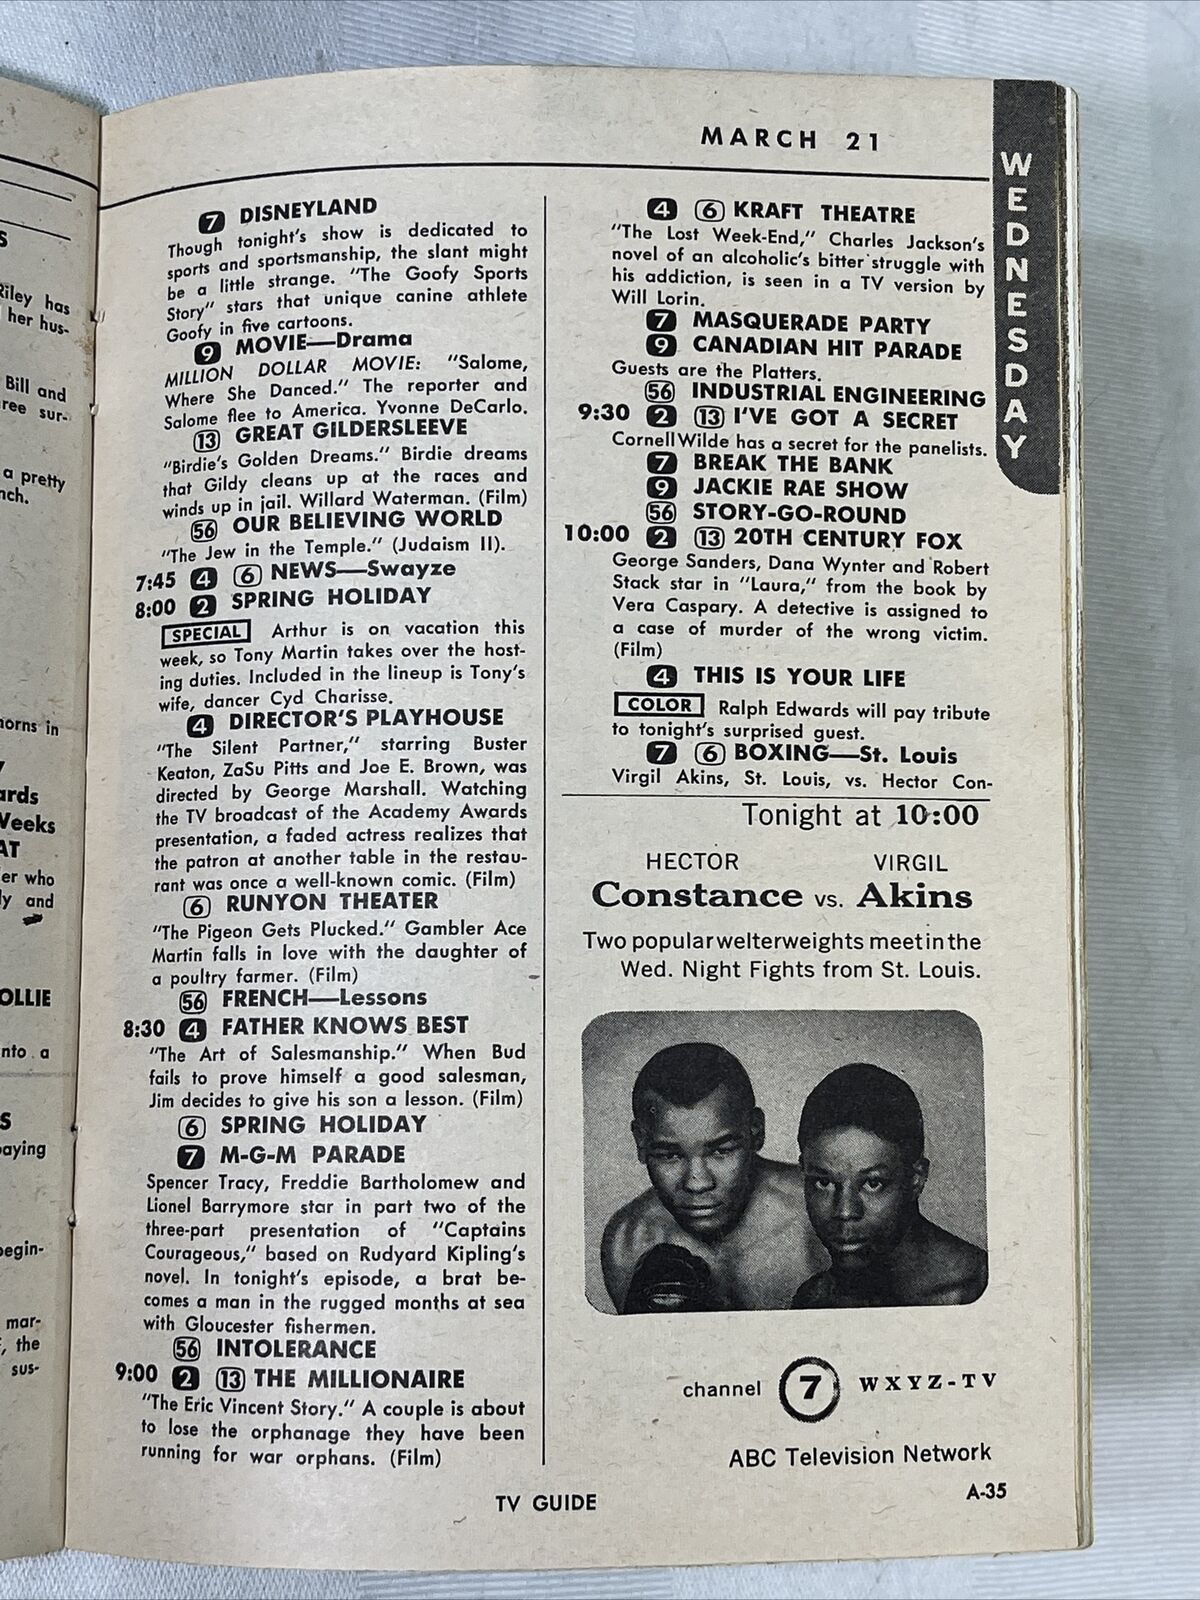 MARCH 21
WEDNESDAY
7 DISNEYLAND
Though tonight's show is dedicated to
sports and sportsmanship, the slant might
be a little strange. "The Goofy Sports
Story" stars that unique canine athlete
Goofy in five cartoons.
9 MOVIE—Drama
MILLION DOLLAR MOVIE: "Salome,
Where She Danced." The reporter and
Salome flee to America. Yvonne DeCarlo.
13 GREAT GILDERSLEEVE
"Birdie's Golden Dreams." Birdie dreams
that Gildy cleans up at the races and
winds up in jail. Willard Waterman. (Film)
56 OUR BELIEVING WORLD
"The Jew in the Temple." (Judaism II).
7:45 4 6 NEWS—Swayze
8:00 2 SPRING HOLIDAY
SPECIAL Arthur is on vacation this
week, so Tony Martin takes over the host-
ing duties. Included in the lineup is Tony's
wife, dancer Cyd Charisse.
4 DIRECTOR'S PLAYHOUSE
"The Silent Partner," starring Buster
Keaton, ZaSu Pitts and Joe E. Brown, was
directed by George Marshall. Watching
the TV broadcast of the Academy Awards
presentation, a faded actress realizes that
the patron at another table in the restau-
rant was once a well-known comic. (Film)
6 RUNYON THEATER
"The Pigeon Gets Plucked." Gambler Ace
Martin falls in love with the daughter of
a poultry farmer. (Film)
56 FRENCH—Lessons
8:30 4 FATHER KNOWS BEST
"The Art of Salesmanship." When Bud
fails to prove himself a good salesman,
Jim decides to give his son a lesson. (Film)
6 SPRING HOLIDAY
7 M-G-M PARADE
Spencer Tracy, Freddie Bartholomew and
Lionel Barrymore star in part two of the
three-part presentation of "Captains
Courageous," based on Rudyard Kipling's
novel. In tonight's episode, a brat be-
comes a man in the rugged months at sea
with Gloucester fishermen.
56 INTOLERANCE
9:00 2 13 THE MILLIONAIRE
"The Eric Vincent Story." A couple is about
to lose the orphanage they have been
running for war orphans. (Film)
4 6 KRAFT THEATRE
"The Lost Week-End," Charles Jackson's
novel of an alcoholic's bitter struggle with
his addiction, is seen in a TV version by
Will Lorin.
7 MASQUERADE PARTY
9 CANADIAN HIT PARADE
Guests are the Platters.
56 INDUSTRIAL ENGINEERING
9:30 2 13 I'VE GOT A SECRET
Cornell Wilde has a secret for the panelists.
7 BREAK THE BANK
9 JACKIE RAE SHOW
56 STORY-GO-ROUND
10:00 2 13 20TH CENTURY FOX
George Sanders, Dana Wynter and Robert
Stack star in "Laura," from the book by
Vera Caspary. A detective is assigned to
a case of murder of the wrong victim.
(Film)
4 THIS IS YOUR LIFE
COLOR Ralph Edwards will pay tribute
to tonight's surprised guest.
7 6 BOXING—St. Louis
Virgil Akins, St. Louis, vs. Hector Con-
Tonight at 10:00
HECTOR VIRGIL
Constance vs. Akins
Two popular welterweights meet in the
Wed. Night Fights from St. Louis.
channel 7 WXYZ-TV
ABC Television Network
TV GUIDE
A-35
Riley has
her hus-
Bill and
a pretty
Weeks
er who
and
OLLIE
a
mar-
the
sus-